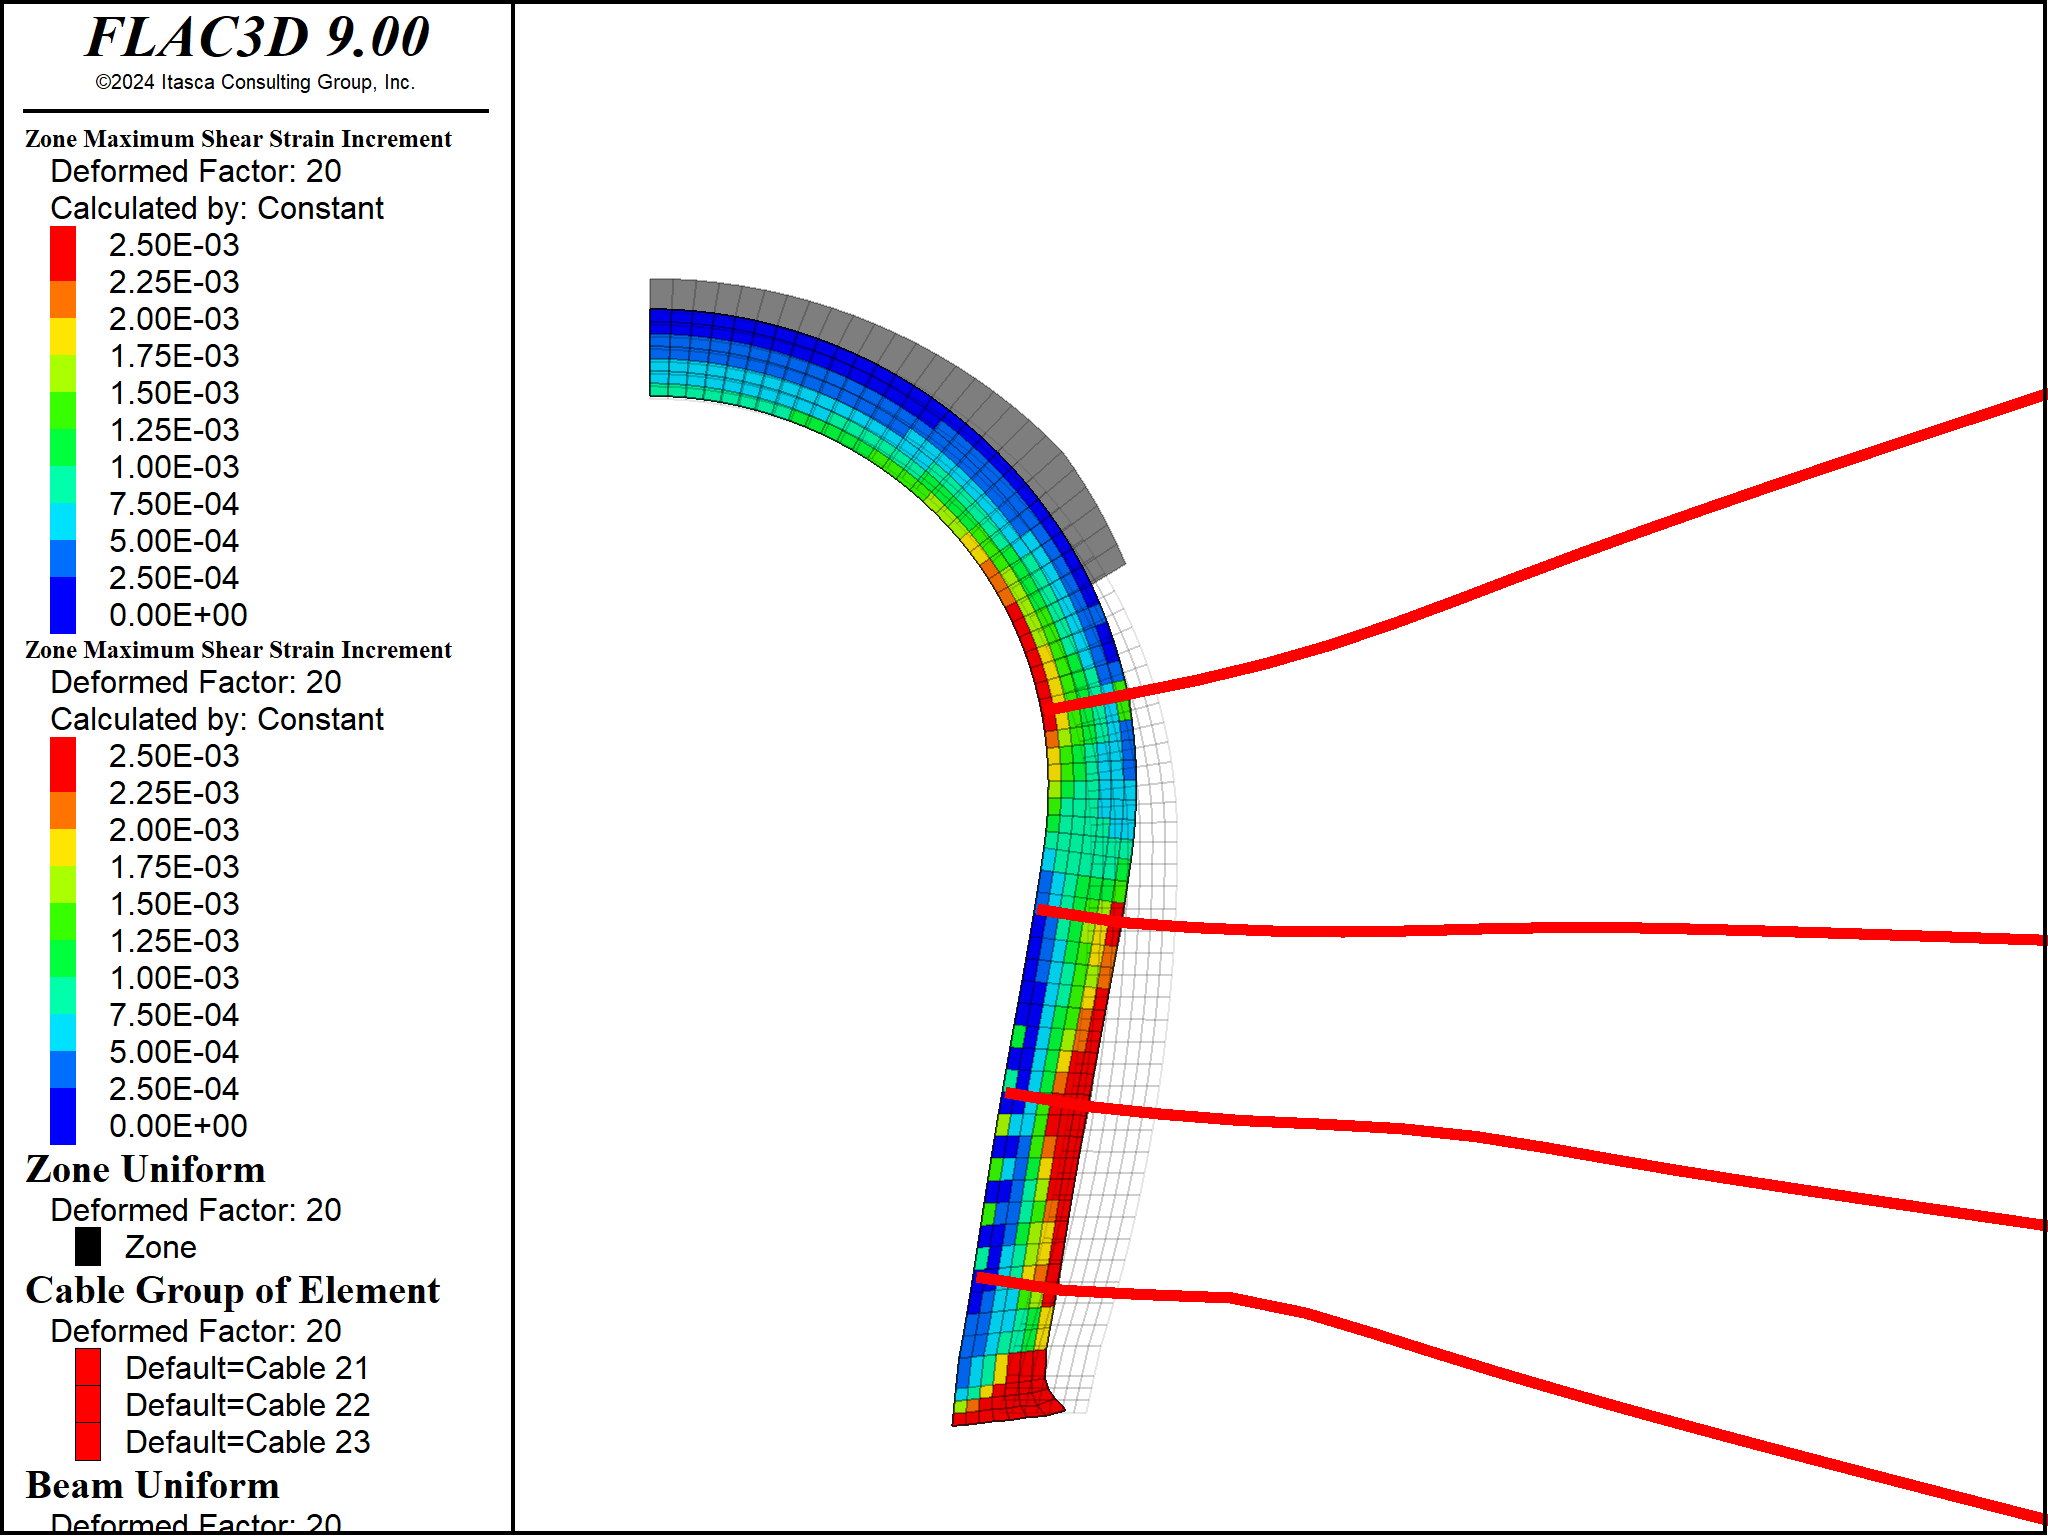 FLAC3D 9.00
©2024 Itasca Consulting Group, Inc.
Zone Maximum Shear Strain Increment
Deformed Factor: 20
Calculated by: Constant
2.50E-03
2.25E-03
2.00E-03
1.75E-03
1.50E-03
1.25E-03
1.00E-03
7.50E-04
5.00E-04
2.50E-04
0.00E+00
Zone Maximum Shear Strain Increment
Deformed Factor: 20
Calculated by: Constant
2.50E-03
2.25E-03
2.00E-03
1.75E-03
1.50E-03
1.25E-03
1.00E-03
7.50E-04
5.00E-04
2.50E-04
0.00E+00
Zone Uniform
Deformed Factor: 20
Zone
Cable Group of Element
Deformed Factor: 20
Default=Cable 21
Default=Cable 22
Default=Cable 23
Beam Uniform
Deformed Factor: 20